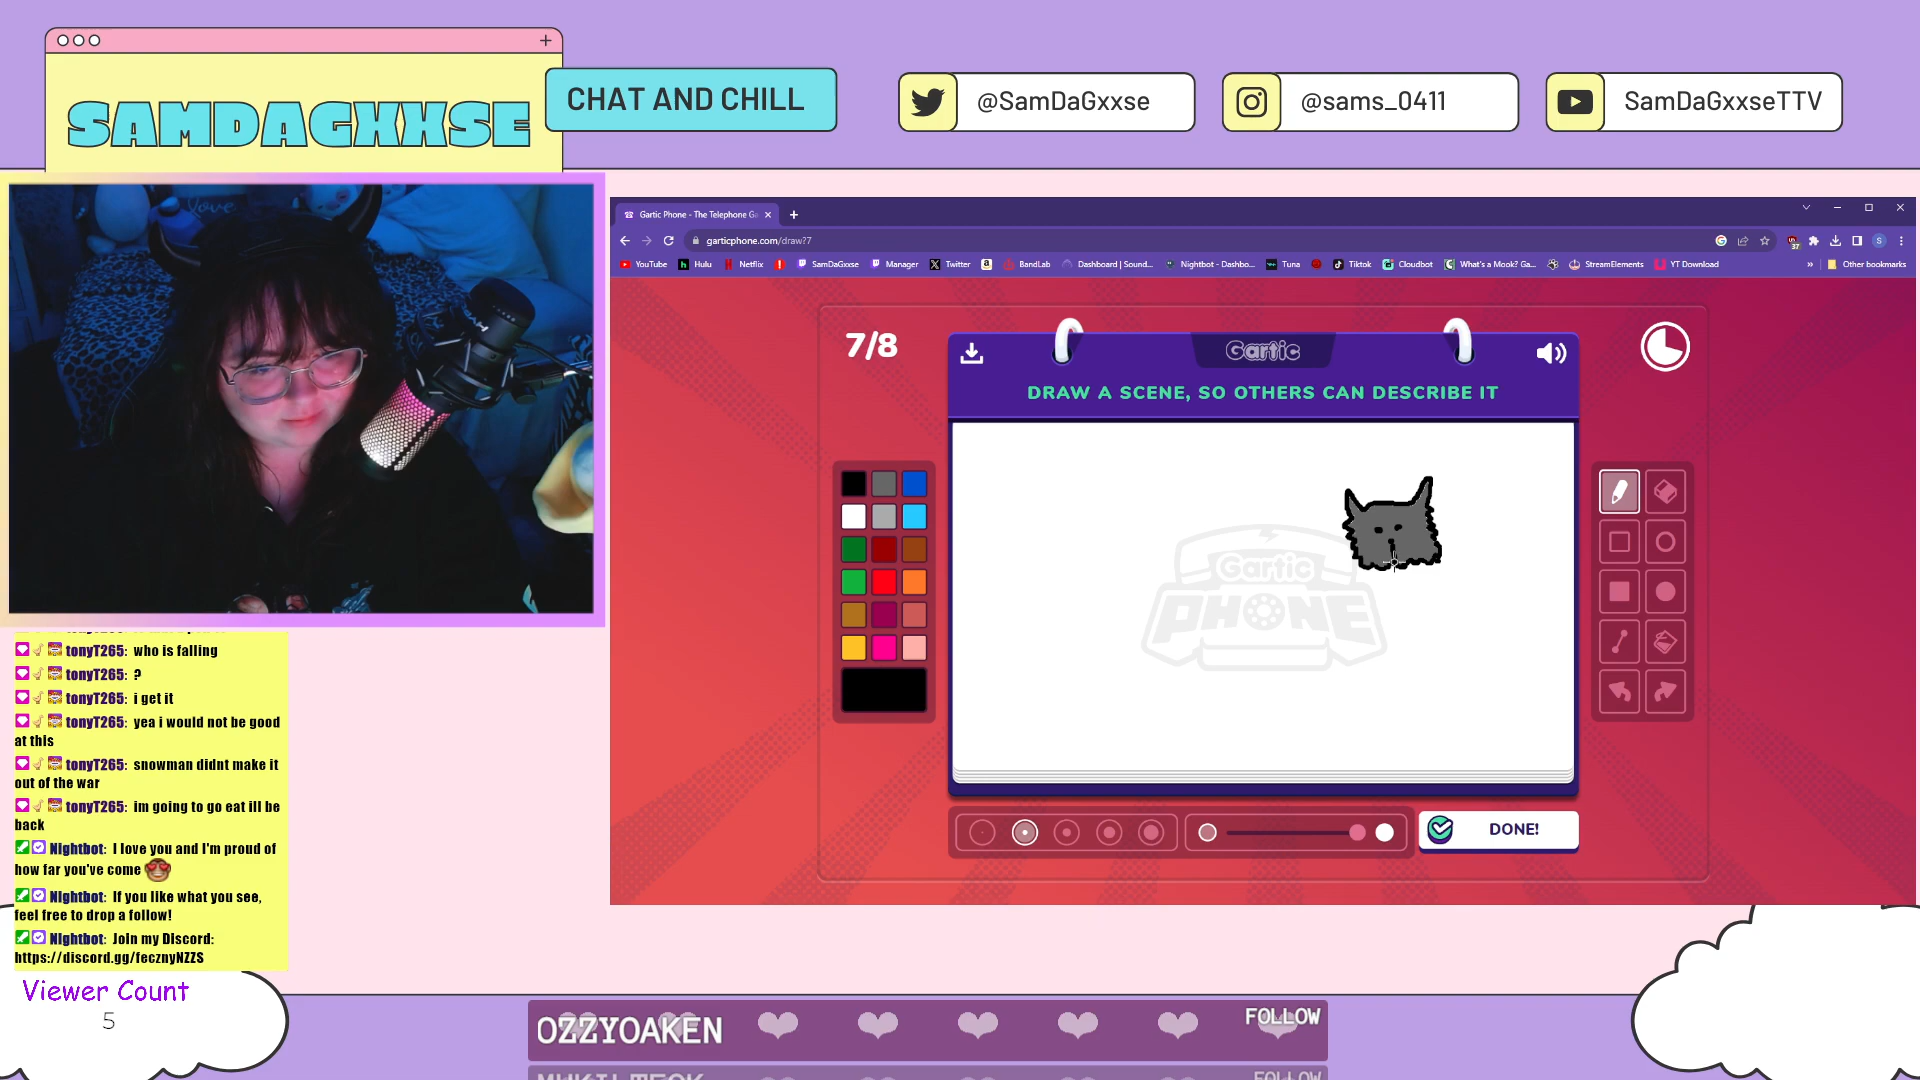 SAMDAGXXSE
CHAT AND CHILL
@SamDaGxxse
@sams_0411
SamDaGxxseTTV
love
Gartic Phone - The Telephone Ga
garticphone.com/draw?7
YouTube
Hulu
Netflix
SamDaGxxse
Manager
Twitter
BandLab
Dashboard | Sound...
Nightbot - Dashbo...
Tuna
Tiktok
Cloudbot
What's a Mook? Ga...
StreamElements
YT Download
»
Other bookmarks
7/8
Gartic
DRAW A SCENE, SO OTHERS CAN DESCRIBE IT
Gartic
PHONE
DONE!
tonyT265: who is falling
tonyT265: ?
tonyT265: i get it
tonyT265: yea i would not be good
at this
tonyT265: snowman didnt make it
out of the war
tonyT265: im going to go eat ill be
back
Nightbot: I love you and I'm proud of
how far you've come
Nightbot: If you like what you see,
feel free to drop a follow!
Nightbot: Join my Discord:
https://discord.gg/fecznyNZZS
Viewer Count
5
OZZYOAKEN
FOLLOW
FOLLOW